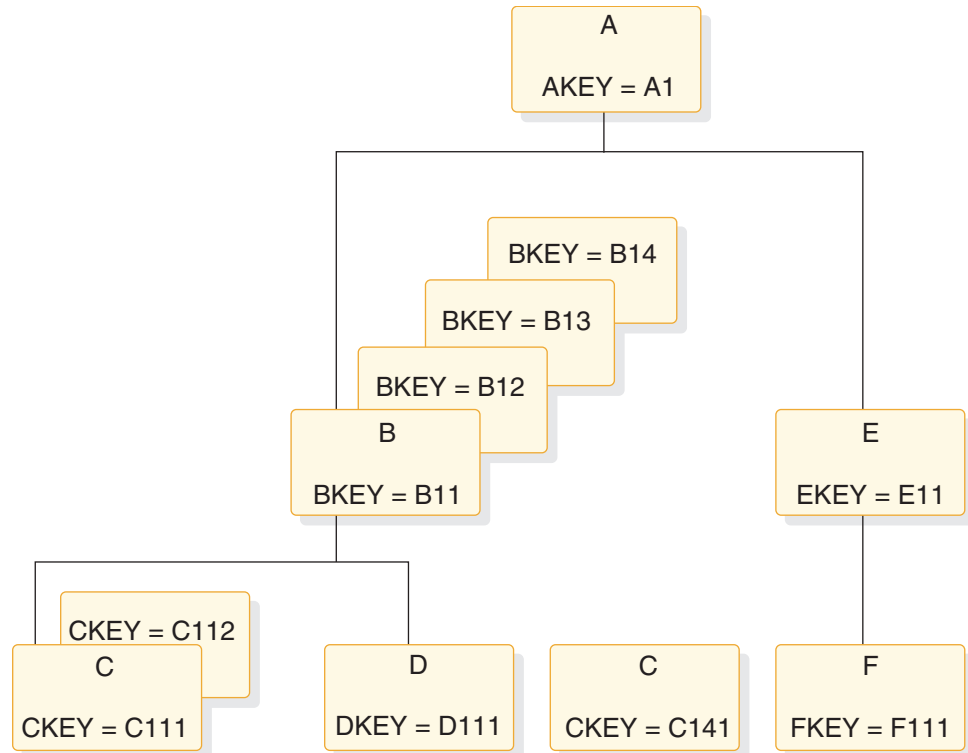 A
AKEY = A1
BKEY = B14
BKEY = B13
BKEY = B12
B
BKEY = B11
E
EKEY = E11
CKEY = C112
C
CKEY = C111
D
DKEY = D111
C
CKEY = C141
F
FKEY = F111